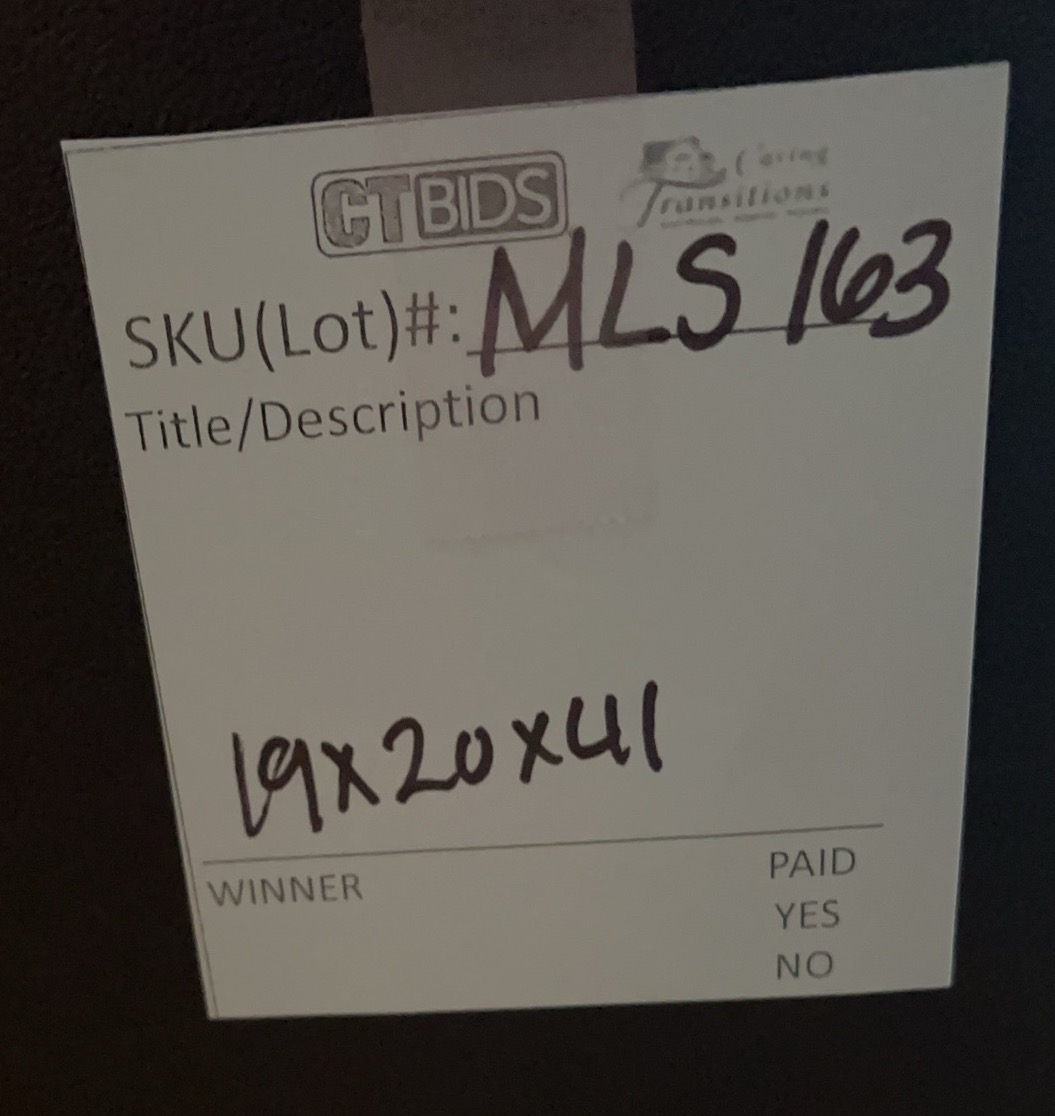 CTBIDS
Caring
Transitions
SKU(Lot)#: MLS 163
Title/Description
19x20x41
WINNER
PAID
YES
NO